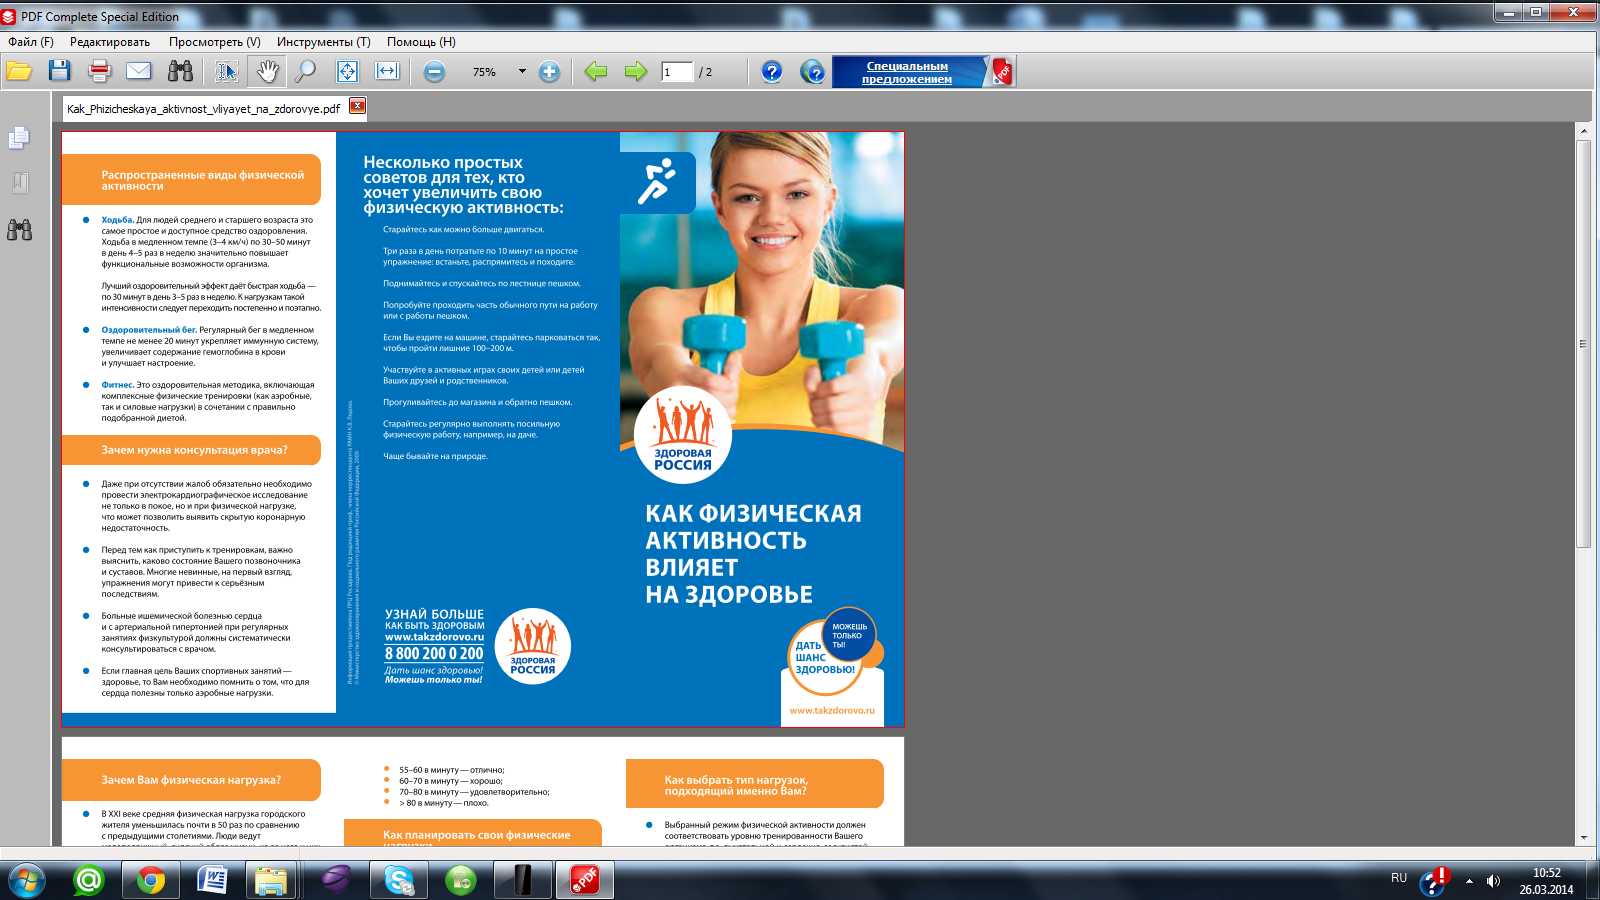 PDF Complete Special Edition
Файл (F) Редактировать Просмотреть (V) Инструменты (T) Помощь (H)
75% 1 / 2
Специальным
предложением
Kak_Phizicheskaya_aktivnost_vliyayet_na_zdorovye.pdf
Распространенные виды физической
активности
Ходьба. Для людей среднего и старшего возраста это
самое простое и доступное средство оздоровления.
Ходьба в медленном темпе (3–4 км/ч) по 30–50 минут
в день 4–5 раз в неделю значительно повышает
функциональные возможности организма.
Лучший оздоровительный эффект даёт быстрая ходьба —
по 30 минут в день 3–5 раз в неделю. К нагрузкам такой
интенсивности следует переходить постепенно и поэтапно.
Оздоровительный бег. Регулярный бег в медленном
темпе не менее 20 минут укрепляет иммунную систему,
увеличивает содержание гемоглобина в крови
и улучшает настроение.
Фитнес. Это оздоровительная методика, включающая
комплексные физические тренировки (как аэробные,
так и силовые нагрузки) в сочетании с правильно
подобранной диетой.
Зачем нужна консультация врача?
Даже при отсутствии жалоб обязательно необходимо
провести электрокардиографическое исследование
не только в покое, но и при физической нагрузке,
что может позволить выявить скрытую коронарную
недостаточность.
Перед тем как приступить к тренировкам, важно
выяснить, каково состояние Вашего позвоночника
и суставов. Многие невинные, на первый взгляд,
упражнения могут привести к серьёзным
последствиям.
Больные ишемической болезнью сердца
и с артериальной гипертонией при регулярных
занятиях физкультурой должны систематически
консультироваться с врачом.
Если главная цель Ваших спортивных занятий —
здоровье, то Вам необходимо помнить о том, что для
сердца полезны только аэробные нагрузки.
Несколько простых
советов для тех, кто
хочет увеличить свою
физическую активность:
Старайтесь как можно больше двигаться.
Три раза в день потратьте по 10 минут на простое
упражнение: встаньте, распрямитесь и походите.
Поднимайтесь и спускайтесь по лестнице пешком.
Попробуйте проходить часть обычного пути на работу
или с работы пешком.
Если Вы ездите на машине, старайтесь парковаться так,
чтобы пройти лишние 100–200 м.
Участвуйте в активных играх своих детей или детей
Ваших друзей и родственников.
Прогуливайтесь до магазина и обратно пешком.
Старайтесь регулярно выполнять посильную
физическую работу, например, на даче.
Чаще бывайте на природе.
УЗНАЙ БОЛЬШЕ
КАК БЫТЬ ЗДОРОВЫМ
www.takzdorovo.ru
8 800 200 0 200
Дать шанс здоровью!
Можешь только ты!
ЗДОРОВАЯ
РОССИЯ
ЗДОРОВАЯ
РОССИЯ
КАК ФИЗИЧЕСКАЯ
АКТИВНОСТЬ
ВЛИЯЕТ
НА ЗДОРОВЬЕ
МОЖЕШЬ
ТОЛЬКО
ТЫ!
ДАТЬ
ШАНС
ЗДОРОВЬЮ!
www.takzdorovo.ru
Зачем Вам физическая нагрузка?
В XXI веке средняя физическая нагрузка городского
жителя уменьшилась почти в 50 раз по сравнению
с предыдущими столетиями. Люди ведут
55–60 в минуту — отлично;
60–70 в минуту — хорошо;
70–80 в минуту — удовлетворительно;
> 80 в минуту — плохо.
Как планировать свои физические
Как выбрать тип нагрузок,
подходящий именно Вам?
Выбранный режим физической активности должен
соответствовать уровню тренированности Вашего
RU
10:52
26.03.2014